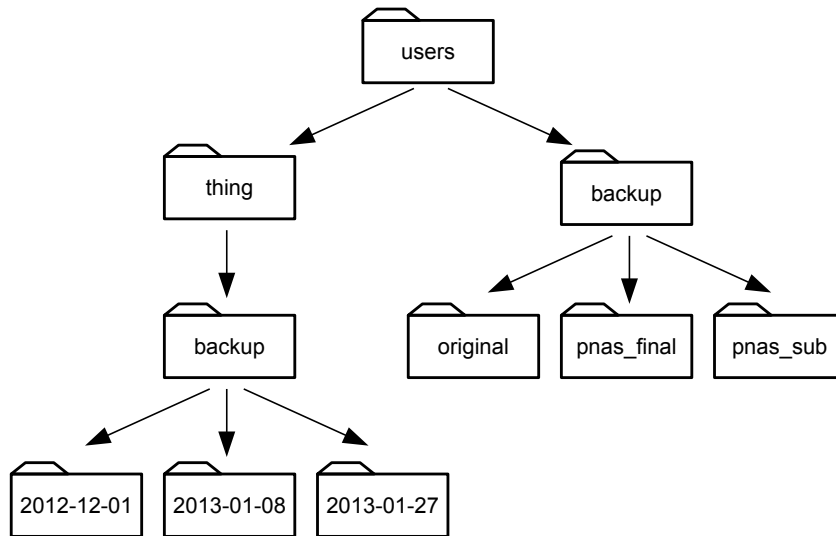 users
thing
backup
backup
original
pnas_final
pnas_sub
2012-12-01
2013-01-08
2013-01-27